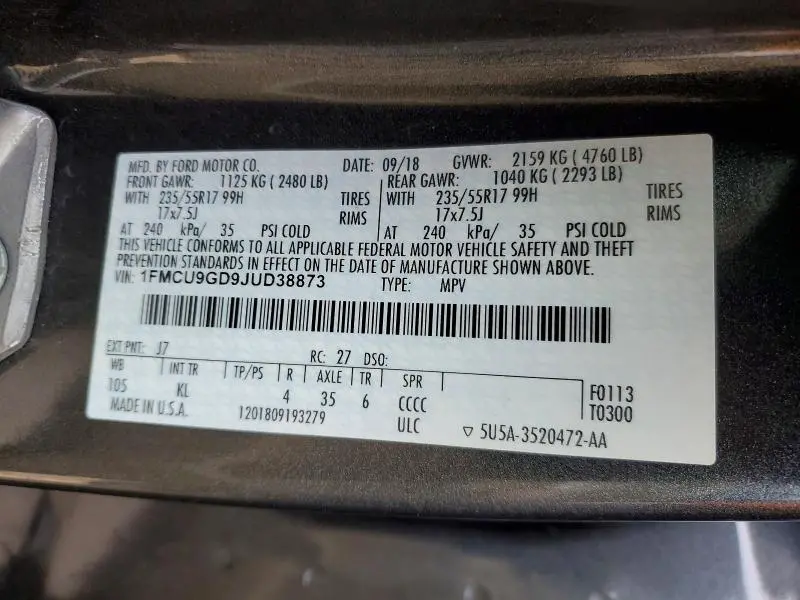 MFD. BY FORD MOTOR CO. DATE: 09/18 GVWR: 2159 KG ( 4760 LB)
FRONT GAWR: 1125 KG ( 2480 LB) REAR GAWR: 1040 KG ( 2293 LB)
WITH 235/55R17 99H TIRES WITH 235/55R17 99H TIRES
17x7.5J RIMS 17x7.5J RIMS
AT 240 kPa/ 35 PSI COLD AT 240 kPa/ 35 PSI COLD
THIS VEHICLE CONFORMS TO ALL APPLICABLE FEDERAL MOTOR VEHICLE SAFETY AND THEFT
PREVENTION STANDARDS IN EFFECT ON THE DATE OF MANUFACTURE SHOWN ABOVE.
VIN: 1FMCU9GD9JUD38873 TYPE: MPV
EXT PNT: J7 RC: 27 DSO:
WB INT TR TP/PS R AXLE TR SPR
105 KL 4 35 6 CCCC F0113
MADE IN U.S.A. 1201809193279 ULC T0300
▽ 5U5A-3520472-AA